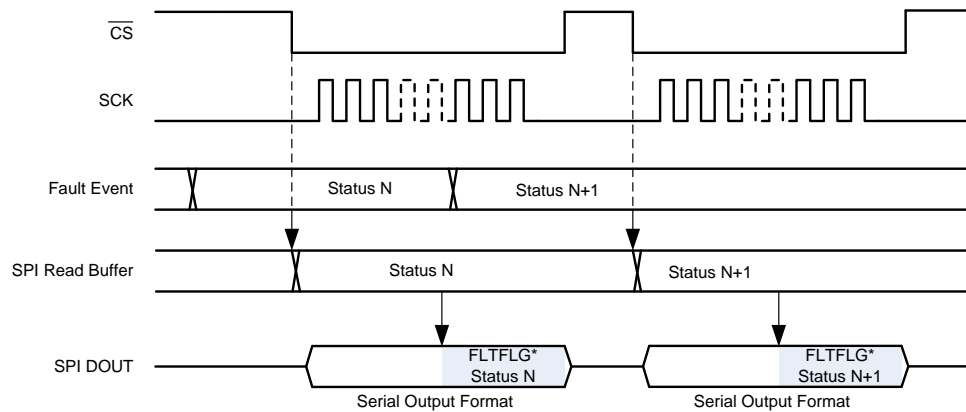 CS
SCK
Fault Event
Status N
Status N+1
SPI Read Buffer
Status N
Status N+1
SPI DOUT
FLTFLG*
Status N
FLTFLG*
Status N+1
Serial Output Format
Serial Output Format